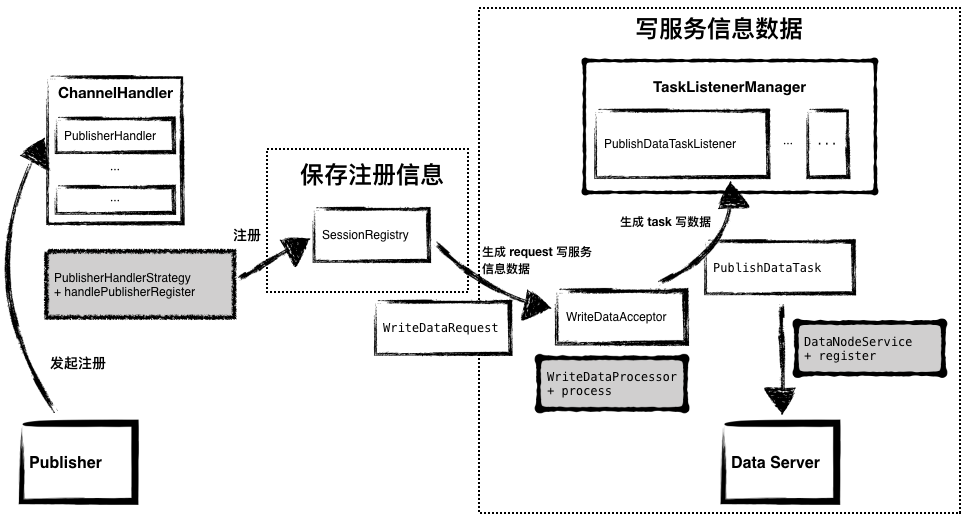 写服务信息数据
TaskListenerManager
PublishDataTaskListener
...
...
ChannelHandler
PublisherHandler
...
...
保存注册信息
SessionRegistry
注册
PublisherHandlerStrategy
+ handlePublisherRegister
生成 request 写服务
信息数据
WriteDataRequest
生成 task 写数据
PublishDataTask
WriteDataAcceptor
WriteDataProcessor
+ process
DataNodeService
+ register
发起注册
Publisher
Data Server